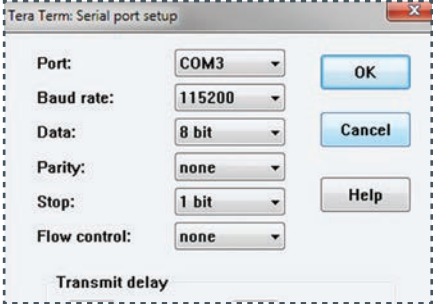 Tera Term: Serial port setup
Port: COM3 OK
Baud rate: 115200
Data: 8 bit Cancel
Parity: none
Stop: 1 bit Help
Flow control: none
Transmit delay